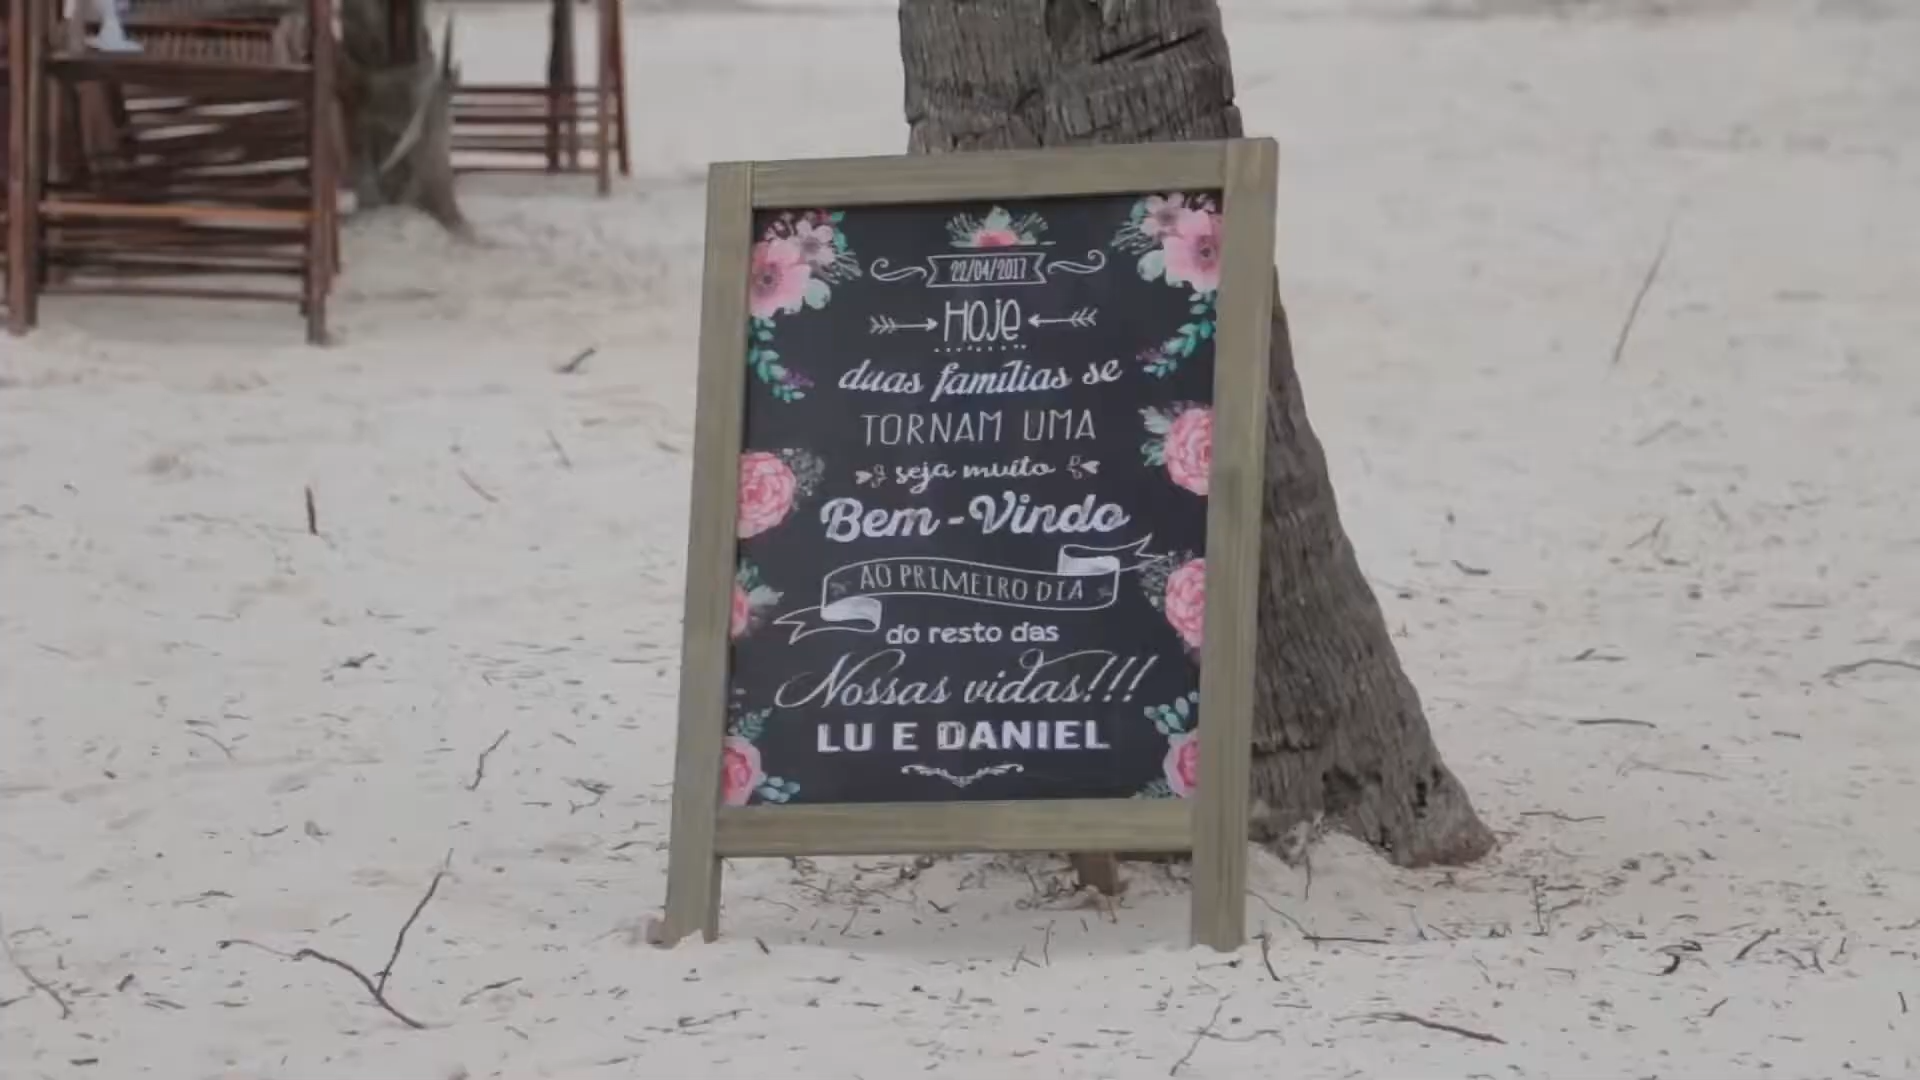 22/04/2017
Hoje
duas famílias se
TORNAM UMA
seja muito
Bem-Vindo
AO PRIMEIRO DIA
do resto das
Nossas vidas!!!
LU E DANIEL